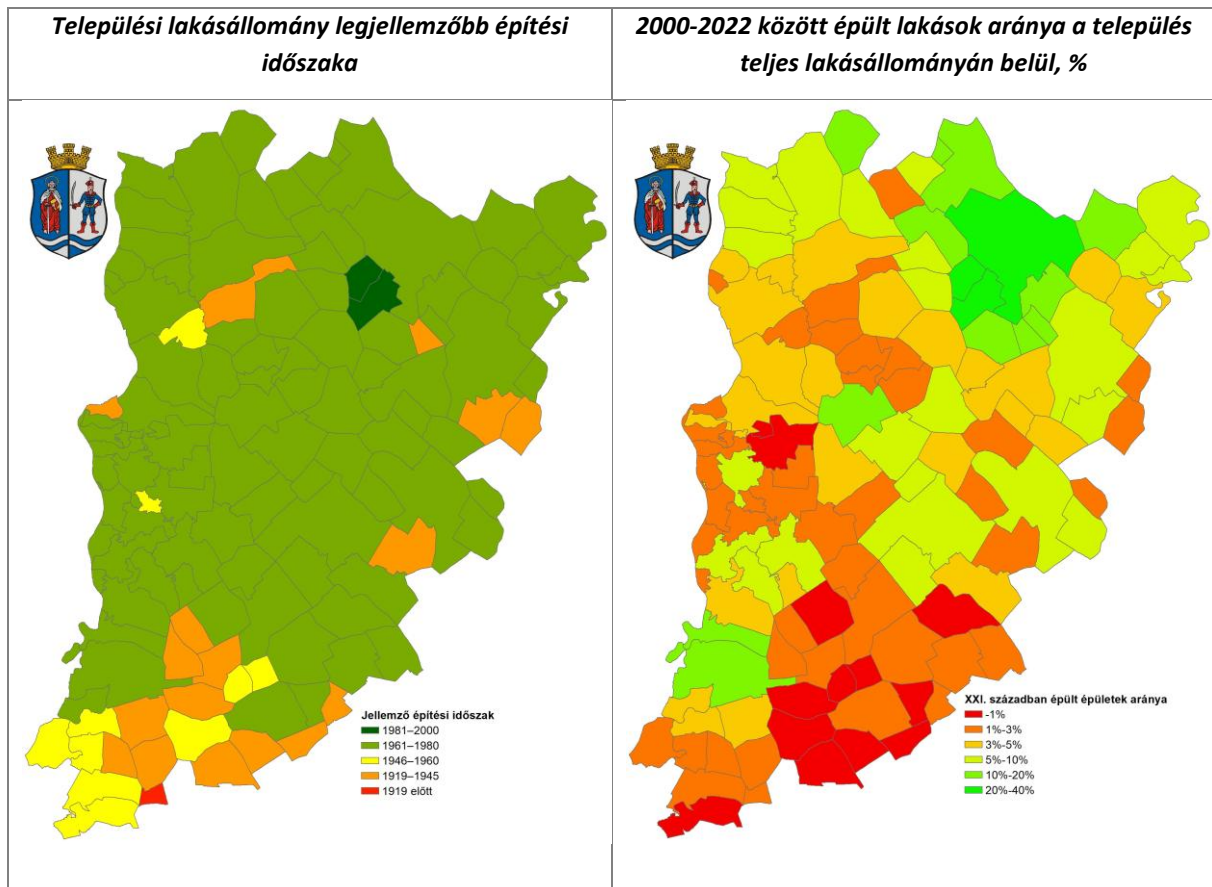 Települési lakásállomány legjellemzőbb építési
időszaka
2000-2022 között épült lakások aránya a település
teljes lakásállományán belül, %
Jellemző építési időszak
1981–2000
1961–1980
1946–1960
1919–1945
1919 előtt
XXI. században épült épületek aránya
-1%
1%-3%
3%-5%
5%-10%
10%-20%
20%-40%